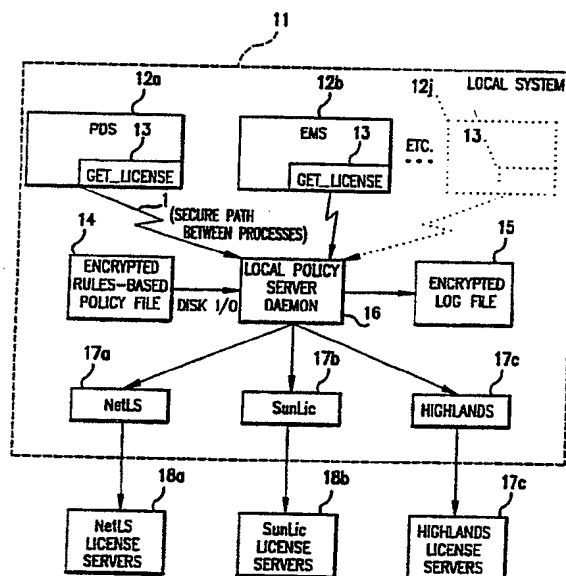 11
12a
12b
12j
LOCAL SYSTEM
PDS
13
GET_LICENSE
EMS
13
GET_LICENSE
ETC.
13
1
(SECURE PATH
BETWEEN PROCESSES)
14
ENCRYPTED
RULES-BASED
POLICY FILE
DISK I/O
LOCAL POLICY
SERVER
DAEMON
16
15
ENCRYPTED
LOG FILE
17a
NetLS
17b
SunLic
17c
HIGHLANDS
18a
NetLS
LICENSE
SERVERS
18b
SunLic
LICENSE
SERVERS
17c
HIGHLANDS
LICENSE
SERVERS